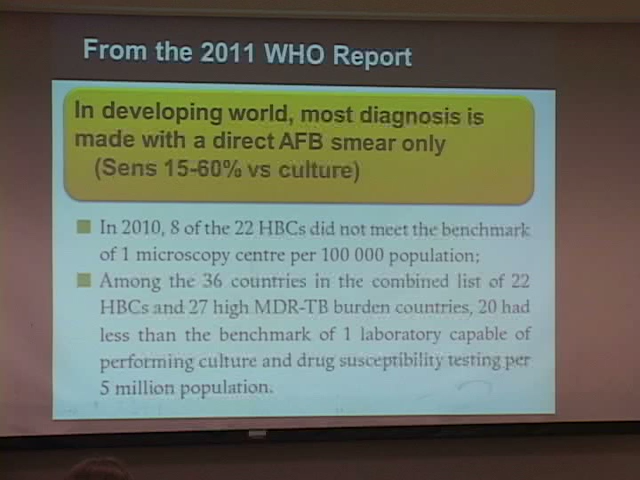 From the 2011 WHO Report
In developing world, most diagnosis is
made with a direct AFB smear only
(Sens 15-60% vs culture)
In 2010, 8 of the 22 HBCs did not meet the benchmark
of 1 microscopy centre per 100 000 population;
Among the 36 countries in the combined list of 22
HBCs and 27 high MDR-TB burden countries, 20 had
less than the benchmark of 1 laboratory capable of
performing culture and drug susceptibility testing per
5 million population.